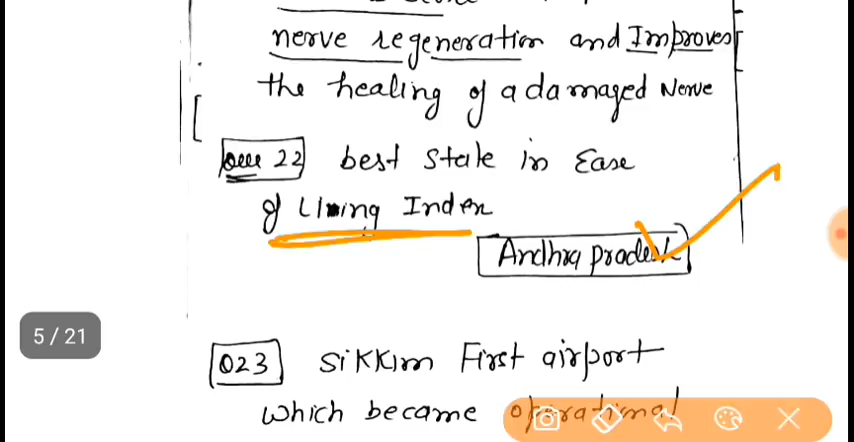 nerve regeneration and Improves
the healing of a damaged Nerve
22 best State in Ease
of Living Index
Andhra pradesh
5 / 21
Q23 Sikkim First airport
which became operational